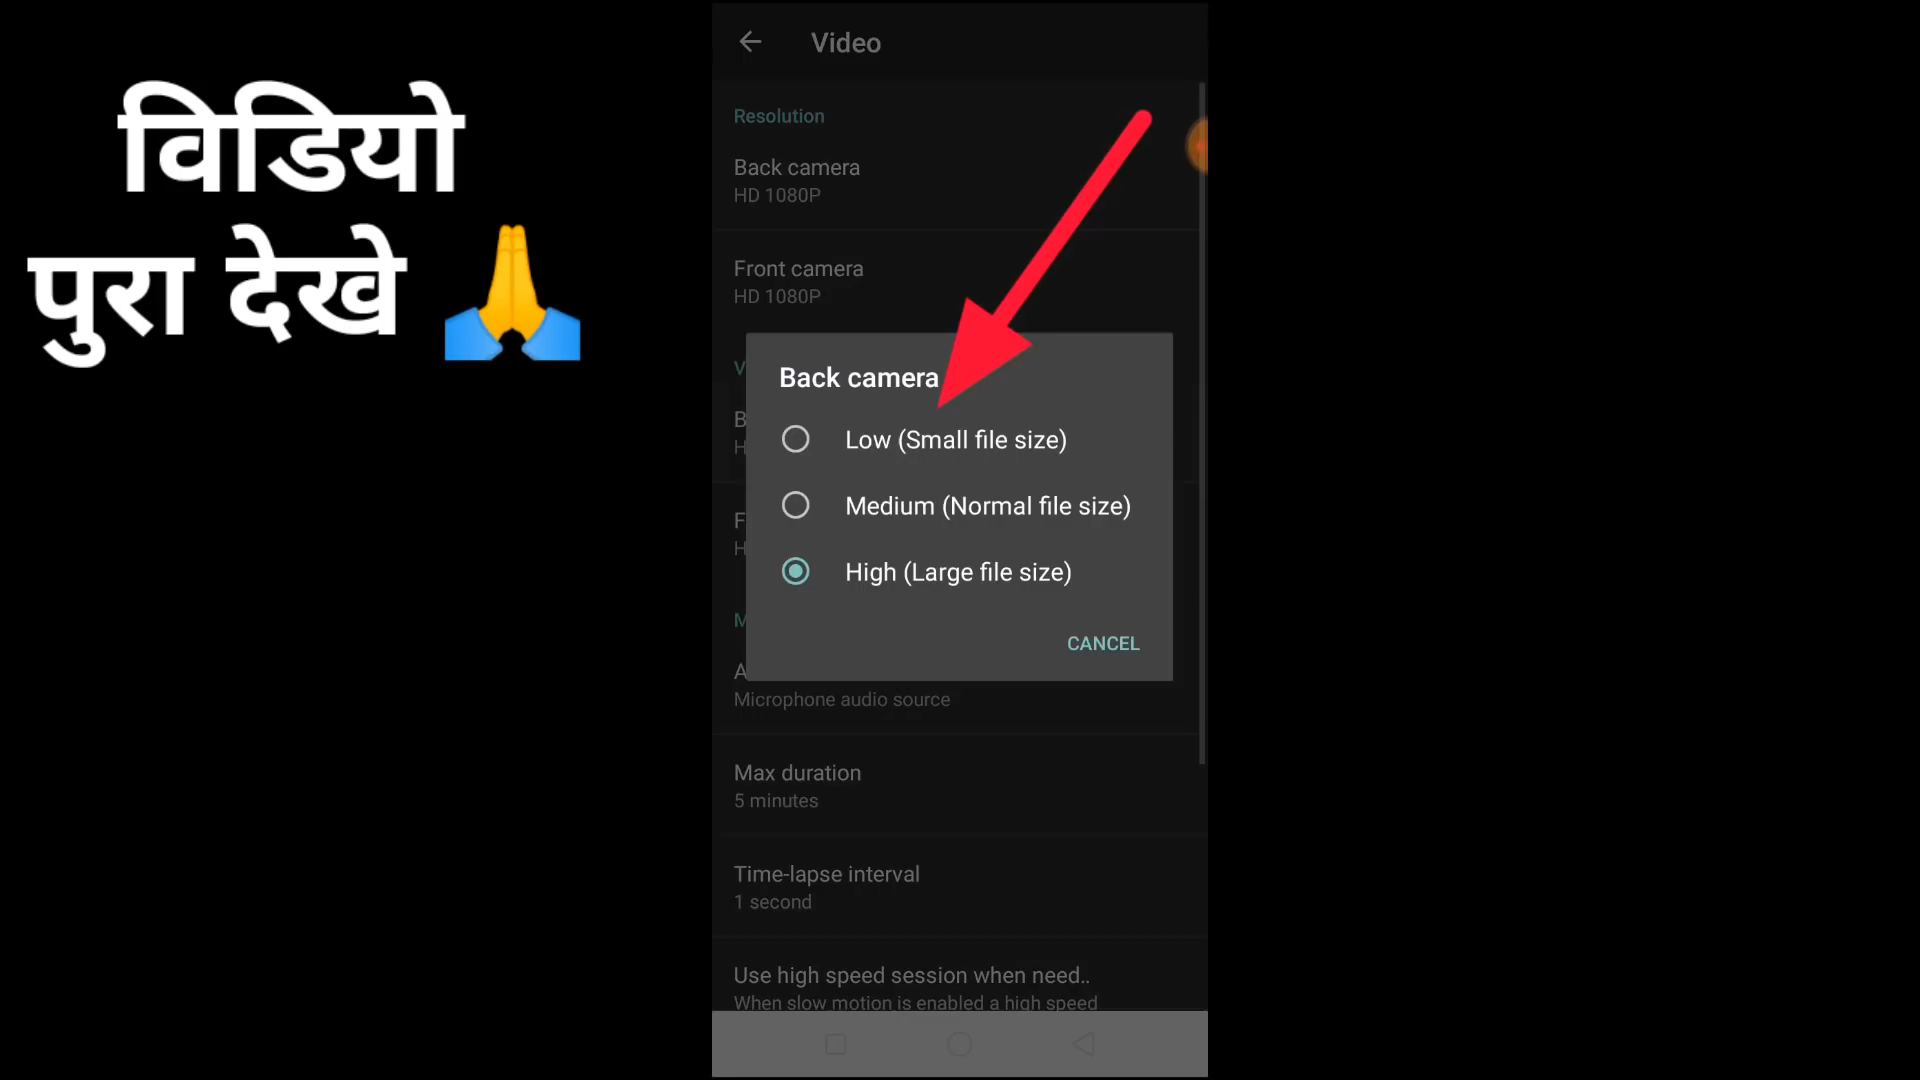 विडियो
पुरा देखे 🙏
Video
Resolution
Back camera
HD 1080P
Front camera
HD 1080P
Back camera
Low (Small file size)
Medium (Normal file size)
High (Large file size)
CANCEL
Microphone audio source
Max duration
5 minutes
Time-lapse interval
1 second
Use high speed session when need..
When slow motion is enabled a high speed